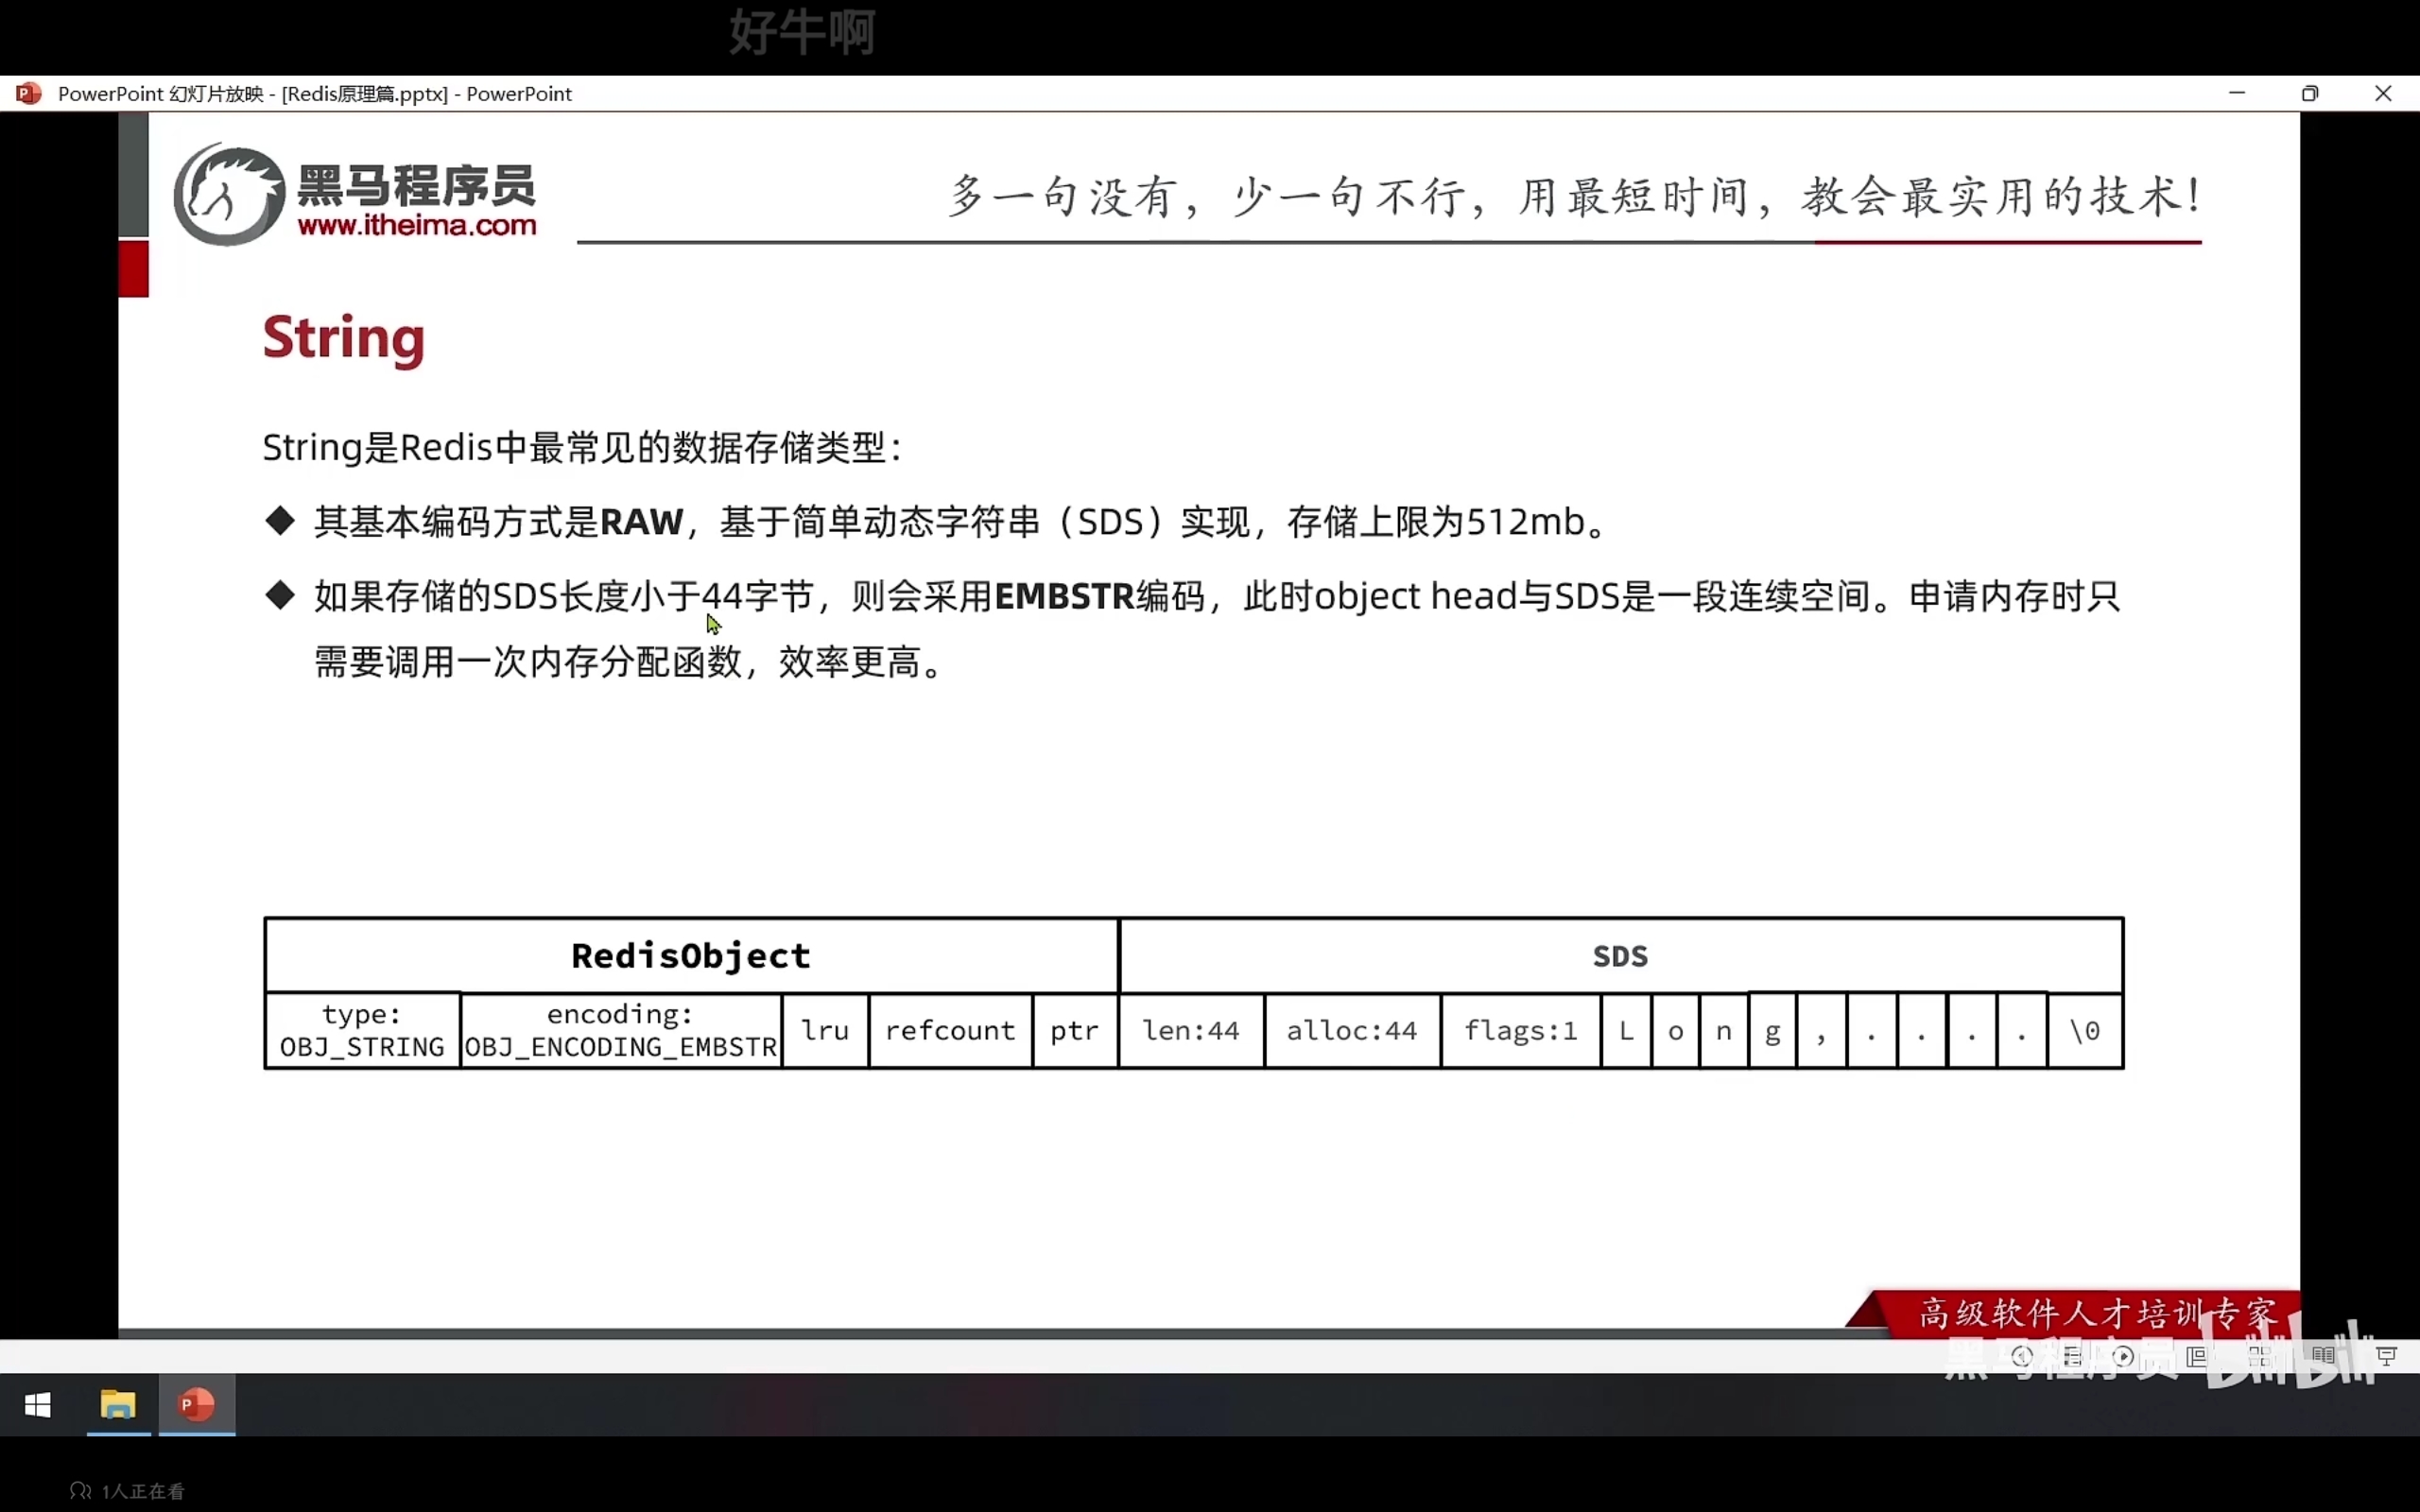 好牛啊
PowerPoint 幻灯片放映 - [Redis原理篇.pptx] - PowerPoint
黑马程序员
www.itheima.com
多一句没有，少一句不行，用最短时间，教会最实用的技术！
String
String是Redis中最常见的数据存储类型：
◆ 其基本编码方式是RAW，基于简单动态字符串（SDS）实现，存储上限为512mb。
◆ 如果存储的SDS长度小于44字节，则会采用EMBSTR编码，此时object head与SDS是一段连续空间。申请内存时只
需要调用一次内存分配函数，效率更高。
RedisObject SDS
type: OBJ_STRING encoding: OBJ_ENCODING_EMBSTR lru refcount ptr len:44 alloc:44 flags:1 L o n g , . . . . \0
高级软件人才培训专家
黑马程序员 bilibili
1人正在看